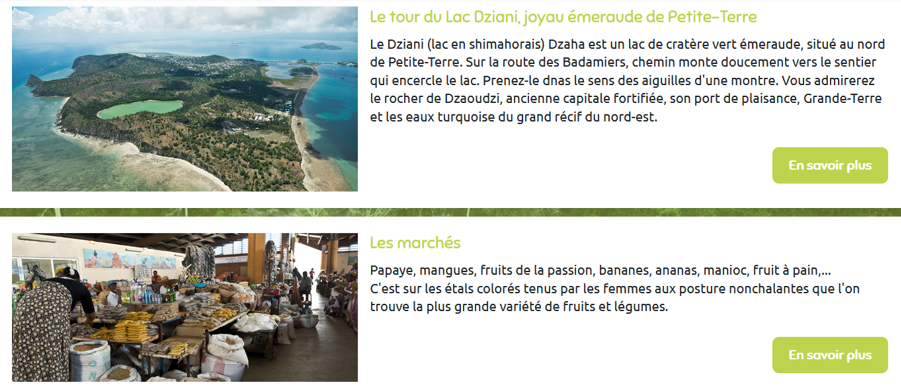 Le tour du Lac Dziani, joyau émeraude de Petite-Terre
Le Dziani (lac en shimahorais) Dzaha est un lac de cratère vert émeraude, situé au nord
de Petite-Terre. Sur la route des Badamiers, chemin monte doucement vers le sentier
qui encercle le lac. Prenez-le dnas le sens des aiguilles d'une montre. Vous admirerez
le rocher de Dzaoudzi, ancienne capitale fortifiée, son port de plaisance, Grande-Terre
et les eaux turquoise du grand récif du nord-est.
En savoir plus
Les marchés
Papaye, mangues, fruits de la passion, bananes, ananas, manioc, fruit à pain,...
C'est sur les étals colorés tenus par les femmes aux posture nonchalantes que l'on
trouve la plus grande variété de fruits et légumes.
En savoir plus